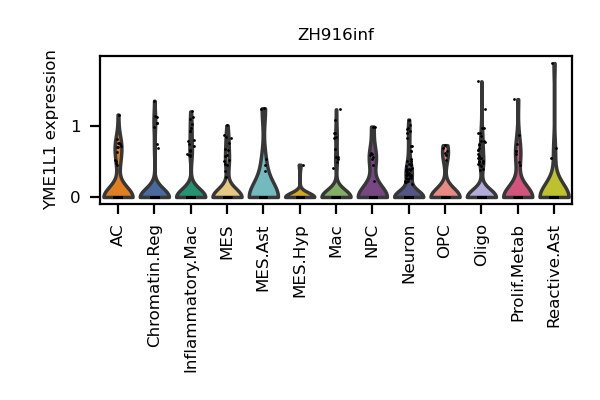 ZH916inf
YME1L1 expression
1
0
AC
Chromatin.Reg
Inflammatory.Mac
MES
MES.Ast
MES.Hyp
Mac
NPC
Neuron
OPC
Oligo
Prolif.Metab
Reactive.Ast